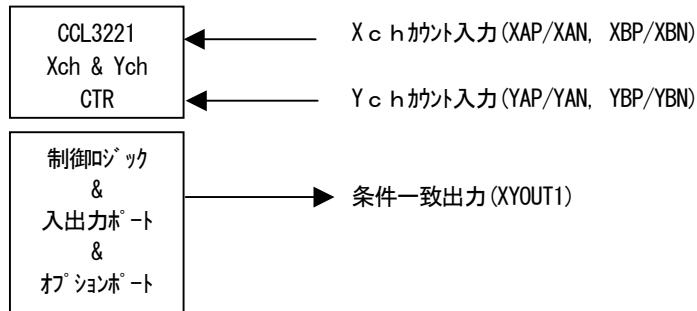 CCL3221
Xch & Ych
CTR
Xｃｈｶｳﾝﾄ入力(XAP/XAN, XBP/XBN)
Yｃｈｶｳﾝﾄ入力(YAP/YAN, YBP/YBN)
制御ﾛｼﾞｯｸ
&
入出力ﾎﾟｰﾄ
&
ｵﾌﾟｼｮﾝﾎﾟｰﾄ
条件一致出力(XYOUT1)